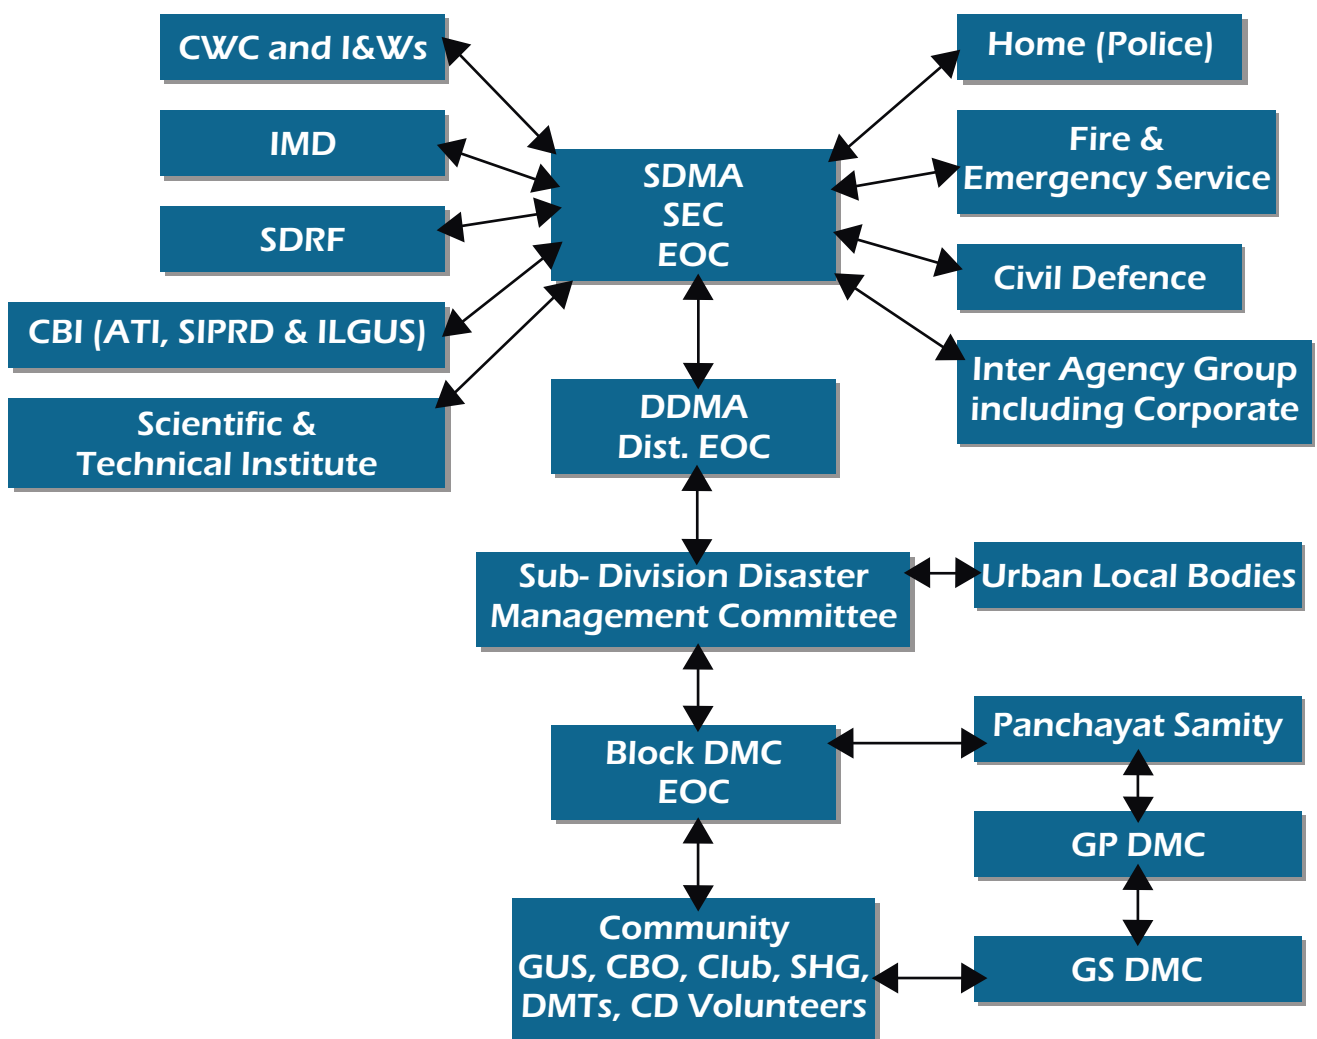 CWC and I&Ws
IMD
SDRF
CBI (ATI, SIPRD & ILGUS)
Scientific &
Technical Institute
SDMA
SEC
EOC
Home (Police)
Fire &
Emergency Service
Civil Defence
Inter Agency Group
including Corporate
DDMA
Dist. EOC
Sub- Division Disaster
Management Committee
Urban Local Bodies
Block DMC
EOC
Panchayat Samity
GP DMC
GS DMC
Community
GUS, CBO, Club, SHG,
DMTs, CD Volunteers